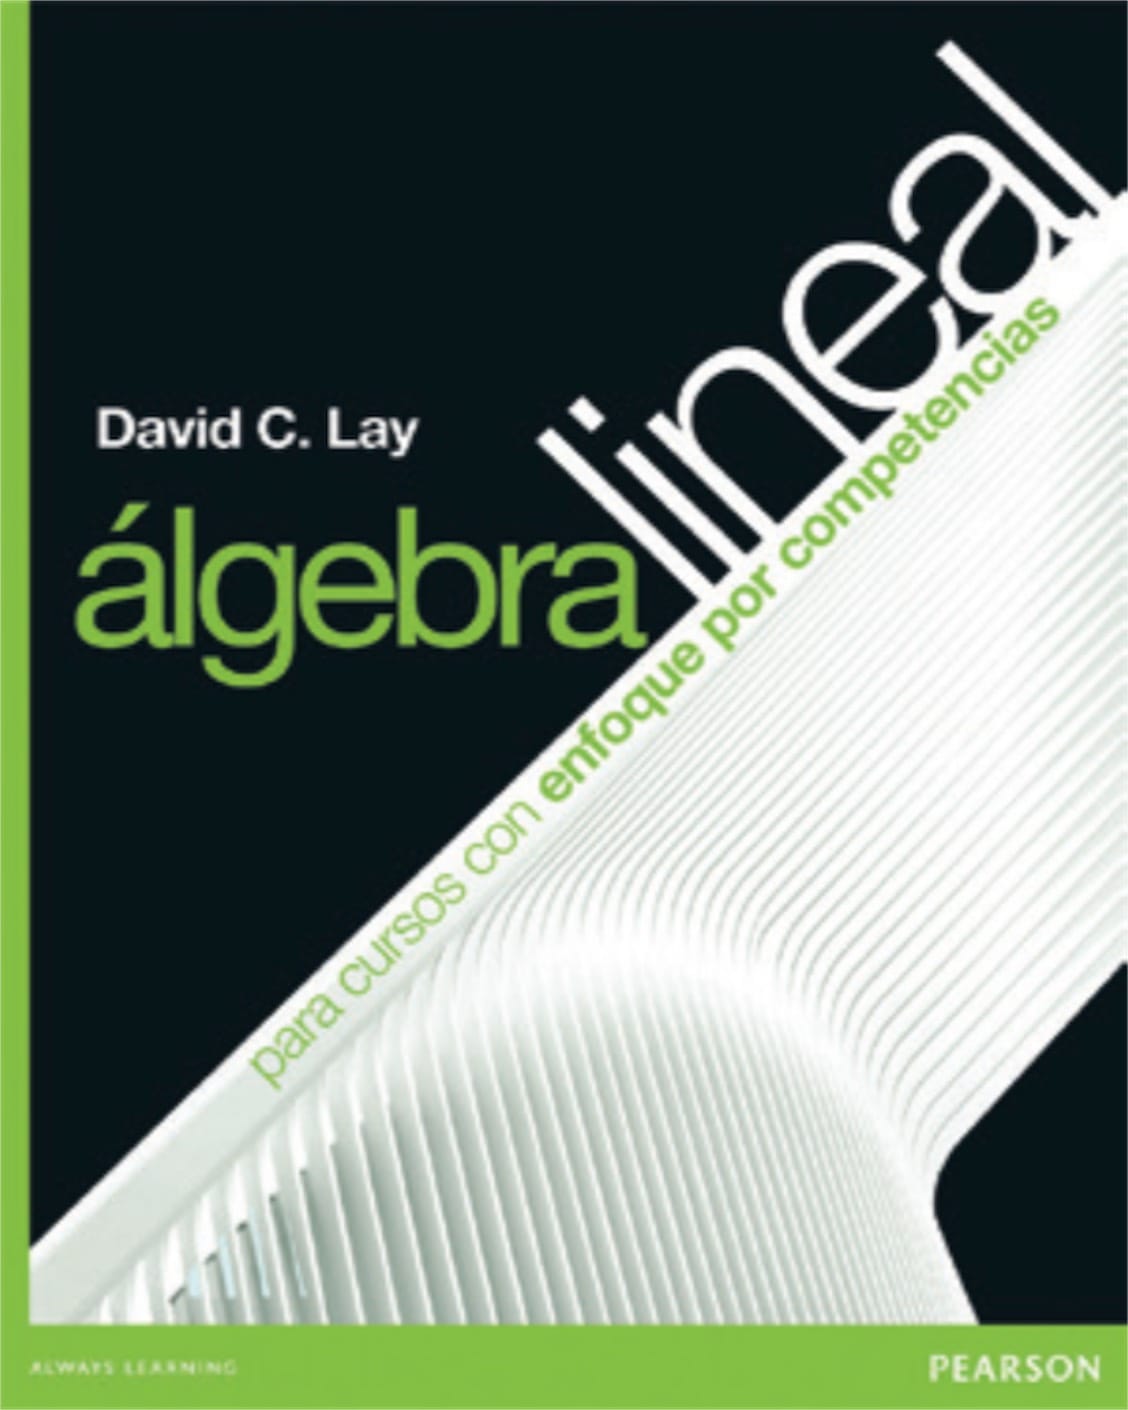 David C. Lay
álgebra
lineal
para cursos con enfoque por competencias
ALWAYS LEARNING
PEARSON